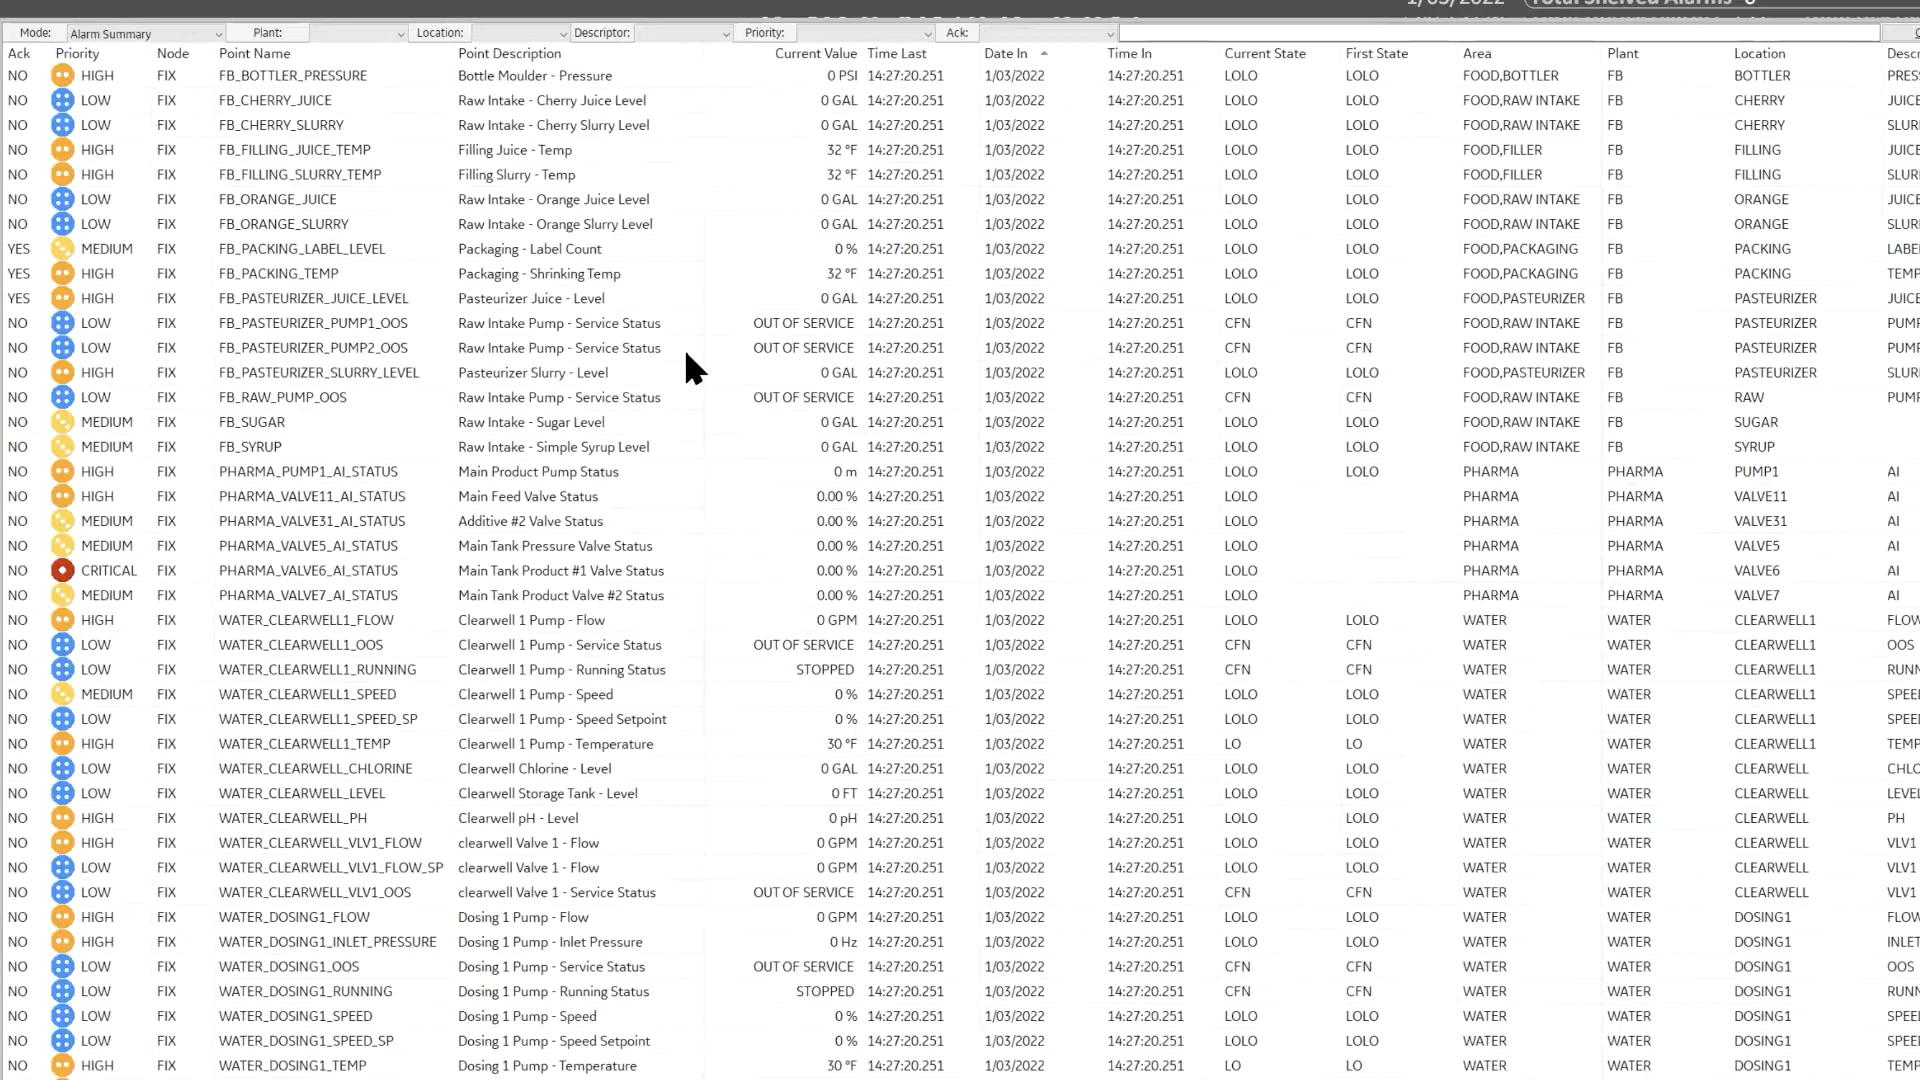 1/03/2022 Total Shelved Alarms 0
Mode: Alarm Summary Plant: Location: Descriptor: Priority: Ack:
Ack Priority Node Point Name Point Description Current Value Time Last Date In Time In Current State First State Area Plant Location Descr
NO HIGH FIX FB_BOTTLER_PRESSURE Bottle Moulder - Pressure 0 PSI 14:27:20.251 1/03/2022 14:27:20.251 LOLO LOLO FOOD,BOTTLER FB BOTTLER PRESS
NO LOW FIX FB_CHERRY_JUICE Raw Intake - Cherry Juice Level 0 GAL 14:27:20.251 1/03/2022 14:27:20.251 LOLO LOLO FOOD,RAW INTAKE FB CHERRY JUICE
NO LOW FIX FB_CHERRY_SLURRY Raw Intake - Cherry Slurry Level 0 GAL 14:27:20.251 1/03/2022 14:27:20.251 LOLO LOLO FOOD,RAW INTAKE FB CHERRY SLURI
NO HIGH FIX FB_FILLING_JUICE_TEMP Filling Juice - Temp 32 °F 14:27:20.251 1/03/2022 14:27:20.251 LOLO LOLO FOOD,FILLER FB FILLING JUICE
NO HIGH FIX FB_FILLING_SLURRY_TEMP Filling Slurry - Temp 32 °F 14:27:20.251 1/03/2022 14:27:20.251 LOLO LOLO FOOD,FILLER FB FILLING SLURI
NO LOW FIX FB_ORANGE_JUICE Raw Intake - Orange Juice Level 0 GAL 14:27:20.251 1/03/2022 14:27:20.251 LOLO LOLO FOOD,RAW INTAKE FB ORANGE JUICE
NO LOW FIX FB_ORANGE_SLURRY Raw Intake - Orange Slurry Level 0 GAL 14:27:20.251 1/03/2022 14:27:20.251 LOLO LOLO FOOD,RAW INTAKE FB ORANGE SLURI
YES MEDIUM FIX FB_PACKING_LABEL_LEVEL Packaging - Label Count 0 % 14:27:20.251 1/03/2022 14:27:20.251 LOLO LOLO FOOD,PACKAGING FB PACKING LABE
YES HIGH FIX FB_PACKING_TEMP Packaging - Shrinking Temp 32 °F 14:27:20.251 1/03/2022 14:27:20.251 LOLO LOLO FOOD,PACKAGING FB PACKING TEMP
YES HIGH FIX FB_PASTEURIZER_JUICE_LEVEL Pasteurizer Juice - Level 0 GAL 14:27:20.251 1/03/2022 14:27:20.251 LOLO LOLO FOOD,PASTEURIZER FB PASTEURIZER JUICE
NO LOW FIX FB_PASTEURIZER_PUMP1_OOS Raw Intake Pump - Service Status OUT OF SERVICE 14:27:20.251 1/03/2022 14:27:20.251 CFN CFN FOOD,RAW INTAKE FB PASTEURIZER PUMP
NO LOW FIX FB_PASTEURIZER_PUMP2_OOS Raw Intake Pump - Service Status OUT OF SERVICE 14:27:20.251 1/03/2022 14:27:20.251 CFN CFN FOOD,RAW INTAKE FB PASTEURIZER PUMP
NO HIGH FIX FB_PASTEURIZER_SLURRY_LEVEL Pasteurizer Slurry - Level 0 GAL 14:27:20.251 1/03/2022 14:27:20.251 LOLO LOLO FOOD,PASTEURIZER FB PASTEURIZER SLURI
NO LOW FIX FB_RAW_PUMP_OOS Raw Intake Pump - Service Status OUT OF SERVICE 14:27:20.251 1/03/2022 14:27:20.251 CFN CFN FOOD,RAW INTAKE FB RAW PUMP
NO MEDIUM FIX FB_SUGAR Raw Intake - Sugar Level 0 GAL 14:27:20.251 1/03/2022 14:27:20.251 LOLO LOLO FOOD,RAW INTAKE FB SUGAR
NO MEDIUM FIX FB_SYRUP Raw Intake - Simple Syrup Level 0 GAL 14:27:20.251 1/03/2022 14:27:20.251 LOLO LOLO FOOD,RAW INTAKE FB SYRUP
NO HIGH FIX PHARMA_PUMP1_AI_STATUS Main Product Pump Status 0 m 14:27:20.251 1/03/2022 14:27:20.251 LOLO LOLO PHARMA PHARMA PUMP1 AI
NO HIGH FIX PHARMA_VALVE11_AI_STATUS Main Feed Valve Status 0.00 % 14:27:20.251 1/03/2022 14:27:20.251 LOLO PHARMA PHARMA VALVE11 AI
NO MEDIUM FIX PHARMA_VALVE31_AI_STATUS Additive #2 Valve Status 0.00 % 14:27:20.251 1/03/2022 14:27:20.251 LOLO PHARMA PHARMA VALVE31 AI
NO MEDIUM FIX PHARMA_VALVE5_AI_STATUS Main Tank Pressure Valve Status 0.00 % 14:27:20.251 1/03/2022 14:27:20.251 LOLO PHARMA PHARMA VALVE5 AI
NO CRITICAL FIX PHARMA_VALVE6_AI_STATUS Main Tank Product #1 Valve Status 0.00 % 14:27:20.251 1/03/2022 14:27:20.251 LOLO PHARMA PHARMA VALVE6 AI
NO MEDIUM FIX PHARMA_VALVE7_AI_STATUS Main Tank Product Valve #2 Status 0.00 % 14:27:20.251 1/03/2022 14:27:20.251 LOLO PHARMA PHARMA VALVE7 AI
NO HIGH FIX WATER_CLEARWELL1_FLOW Clearwell 1 Pump - Flow 0 GPM 14:27:20.251 1/03/2022 14:27:20.251 LOLO LOLO WATER WATER CLEARWELL1 FLOW
NO LOW FIX WATER_CLEARWELL1_OOS Clearwell 1 Pump - Service Status OUT OF SERVICE 14:27:20.251 1/03/2022 14:27:20.251 CFN CFN WATER WATER CLEARWELL1 OOS
NO LOW FIX WATER_CLEARWELL1_RUNNING Clearwell 1 Pump - Running Status STOPPED 14:27:20.251 1/03/2022 14:27:20.251 CFN CFN WATER WATER CLEARWELL1 RUNN
NO MEDIUM FIX WATER_CLEARWELL1_SPEED Clearwell 1 Pump - Speed 0 % 14:27:20.251 1/03/2022 14:27:20.251 LOLO LOLO WATER WATER CLEARWELL1 SPEE
NO LOW FIX WATER_CLEARWELL1_SPEED_SP Clearwell 1 Pump - Speed Setpoint 0 % 14:27:20.251 1/03/2022 14:27:20.251 LOLO LOLO WATER WATER CLEARWELL1 SPEE
NO HIGH FIX WATER_CLEARWELL1_TEMP Clearwell 1 Pump - Temperature 30 °F 14:27:20.251 1/03/2022 14:27:20.251 LO LO WATER WATER CLEARWELL1 TEMP
NO LOW FIX WATER_CLEARWELL_CHLORINE Clearwell Chlorine - Level 0 GAL 14:27:20.251 1/03/2022 14:27:20.251 LOLO LOLO WATER WATER CLEARWELL CHLO
NO LOW FIX WATER_CLEARWELL_LEVEL Clearwell Storage Tank - Level 0 FT 14:27:20.251 1/03/2022 14:27:20.251 LOLO LOLO WATER WATER CLEARWELL LEVEL
NO HIGH FIX WATER_CLEARWELL_PH Clearwell pH - Level 0 pH 14:27:20.251 1/03/2022 14:27:20.251 LOLO LOLO WATER WATER CLEARWELL PH
NO HIGH FIX WATER_CLEARWELL_VLV1_FLOW clearwell Valve 1 - Flow 0 GPM 14:27:20.251 1/03/2022 14:27:20.251 LOLO LOLO WATER WATER CLEARWELL VLV1
NO LOW FIX WATER_CLEARWELL_VLV1_FLOW_SP clearwell Valve 1 - Flow 0 GPM 14:27:20.251 1/03/2022 14:27:20.251 LOLO LOLO WATER WATER CLEARWELL VLV1
NO LOW FIX WATER_CLEARWELL_VLV1_OOS clearwell Valve 1 - Service Status OUT OF SERVICE 14:27:20.251 1/03/2022 14:27:20.251 CFN CFN WATER WATER CLEARWELL VLV1
NO HIGH FIX WATER_DOSING1_FLOW Dosing 1 Pump - Flow 0 GPM 14:27:20.251 1/03/2022 14:27:20.251 LOLO LOLO WATER WATER DOSING1 FLOW
NO HIGH FIX WATER_DOSING1_INLET_PRESSURE Dosing 1 Pump - Inlet Pressure 0 Hz 14:27:20.251 1/03/2022 14:27:20.251 LOLO LOLO WATER WATER DOSING1 INLET
NO LOW FIX WATER_DOSING1_OOS Dosing 1 Pump - Service Status OUT OF SERVICE 14:27:20.251 1/03/2022 14:27:20.251 CFN CFN WATER WATER DOSING1 OOS
NO LOW FIX WATER_DOSING1_RUNNING Dosing 1 Pump - Running Status STOPPED 14:27:20.251 1/03/2022 14:27:20.251 CFN CFN WATER WATER DOSING1 RUNN
NO LOW FIX WATER_DOSING1_SPEED Dosing 1 Pump - Speed 0 % 14:27:20.251 1/03/2022 14:27:20.251 LOLO LOLO WATER WATER DOSING1 SPEE
NO LOW FIX WATER_DOSING1_SPEED_SP Dosing 1 Pump - Speed Setpoint 0 % 14:27:20.251 1/03/2022 14:27:20.251 LOLO LOLO WATER WATER DOSING1 SPEE
NO HIGH FIX WATER_DOSING1_TEMP Dosing 1 Pump - Temperature 30 °F 14:27:20.251 1/03/2022 14:27:20.251 LO LO WATER WATER DOSING1 TEMP